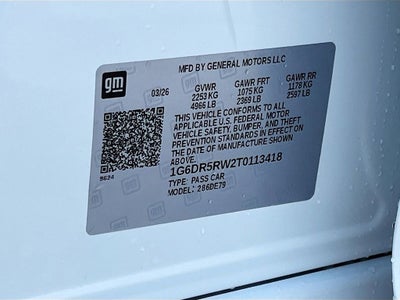 gm
MFD BY GENERAL MOTORS LLC
03/26 GVWR GAWR FRT GAWR RR
2253 KG 1075 KG 1178 KG
4966 LB 2369 LB 2597 LB
THIS VEHICLE CONFORMS TO ALL
APPLICABLE U.S. FEDERAL MOTOR
VEHICLE SAFETY, BUMPER, AND THEFT
PREVENTION STANDARDS IN EFFECT ON
THE DATE OF MANUFACTURE SHOWN
ABOVE.
1G6DR5RW2T0113418
TYPE: PASS CAR
MODEL: 286DE79